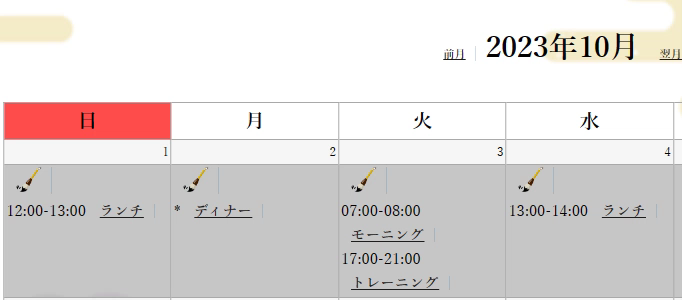 前月 2023年10月 翌月
日 月 火 水
1 2 3 4
12:00-13:00 ランチ * ディナー 07:00-08:00 13:00-14:00 ランチ
モーニング
17:00-21:00
トレーニング